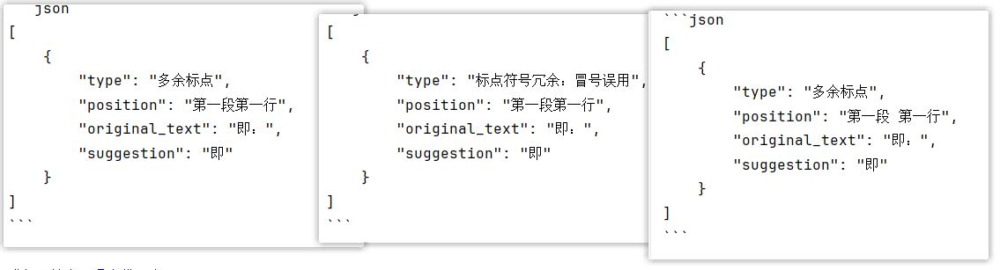 json
[
    {
        "type": "多余标点",
        "position": "第一段第一行",
        "original_text": "即：",
        "suggestion": "即"
    }
]
```
[
    {
        "type": "标点符号冗余：冒号误用",
        "position": "第一段第一行",
        "original_text": "即：",
        "suggestion": "即"
    }
]
```
```json
[
    {
        "type": "多余标点",
        "position": "第一段 第一行",
        "original_text": "即：",
        "suggestion": "即"
    }
]
```